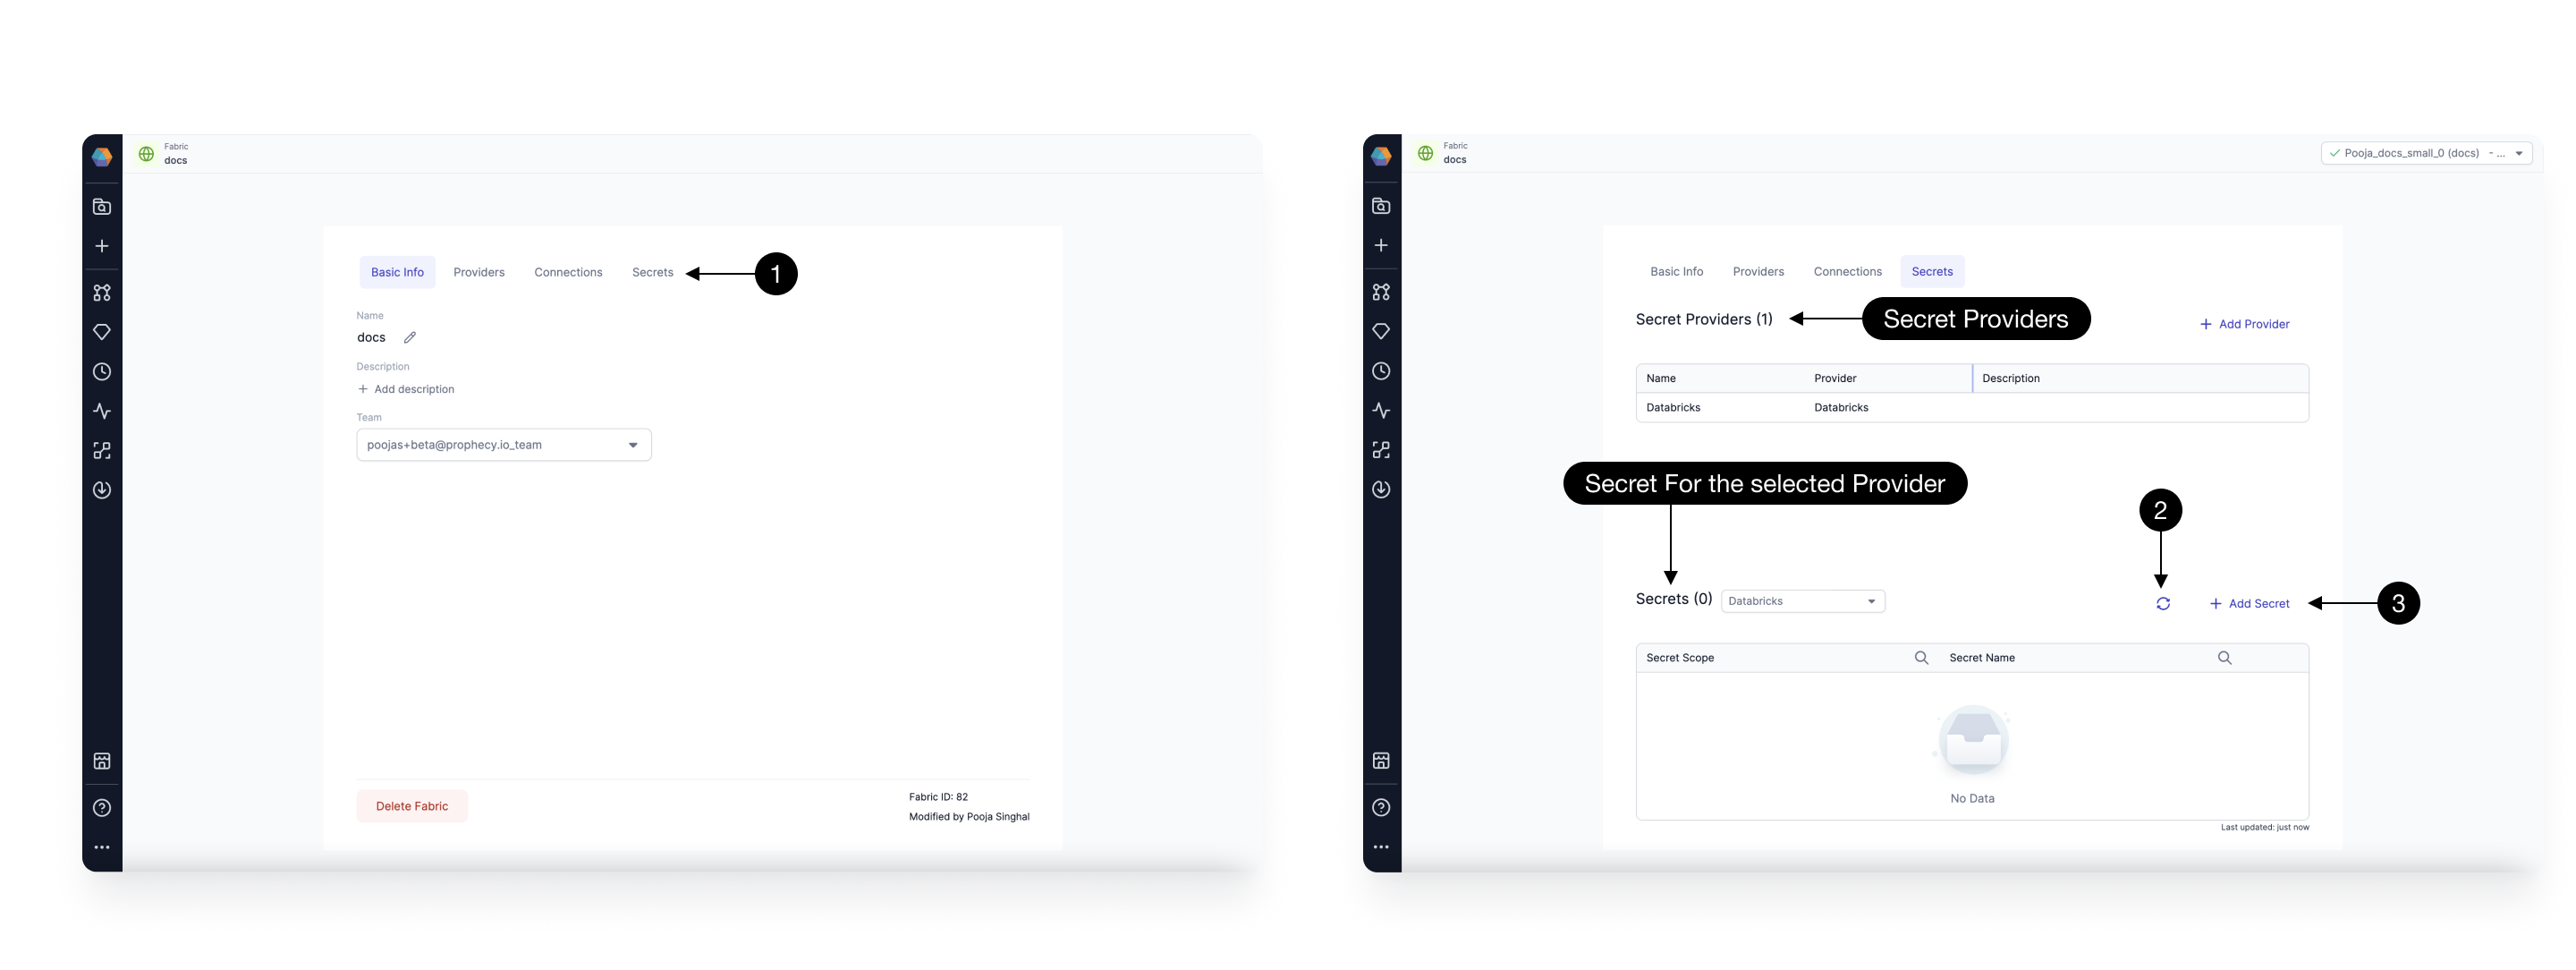 Fabric
docs
Basic Info
Providers
Connections
Secrets
1
Name
docs
Description
+ Add description
Team
poojas+beta@prophecy.io_team
Delete Fabric
Fabric ID: 82
Modified by Pooja Singhal
Fabric
docs
Pooja_docs_small_0 (docs) - ...
Basic Info
Providers
Connections
Secrets
Secret Providers (1)
Secret Providers
+ Add Provider
Name
Provider
Description
Databricks
Databricks
Secret For the selected Provider
2
Secrets (0)
Databricks
+ Add Secret
3
Secret Scope
Secret Name
No Data
Last updated: just now